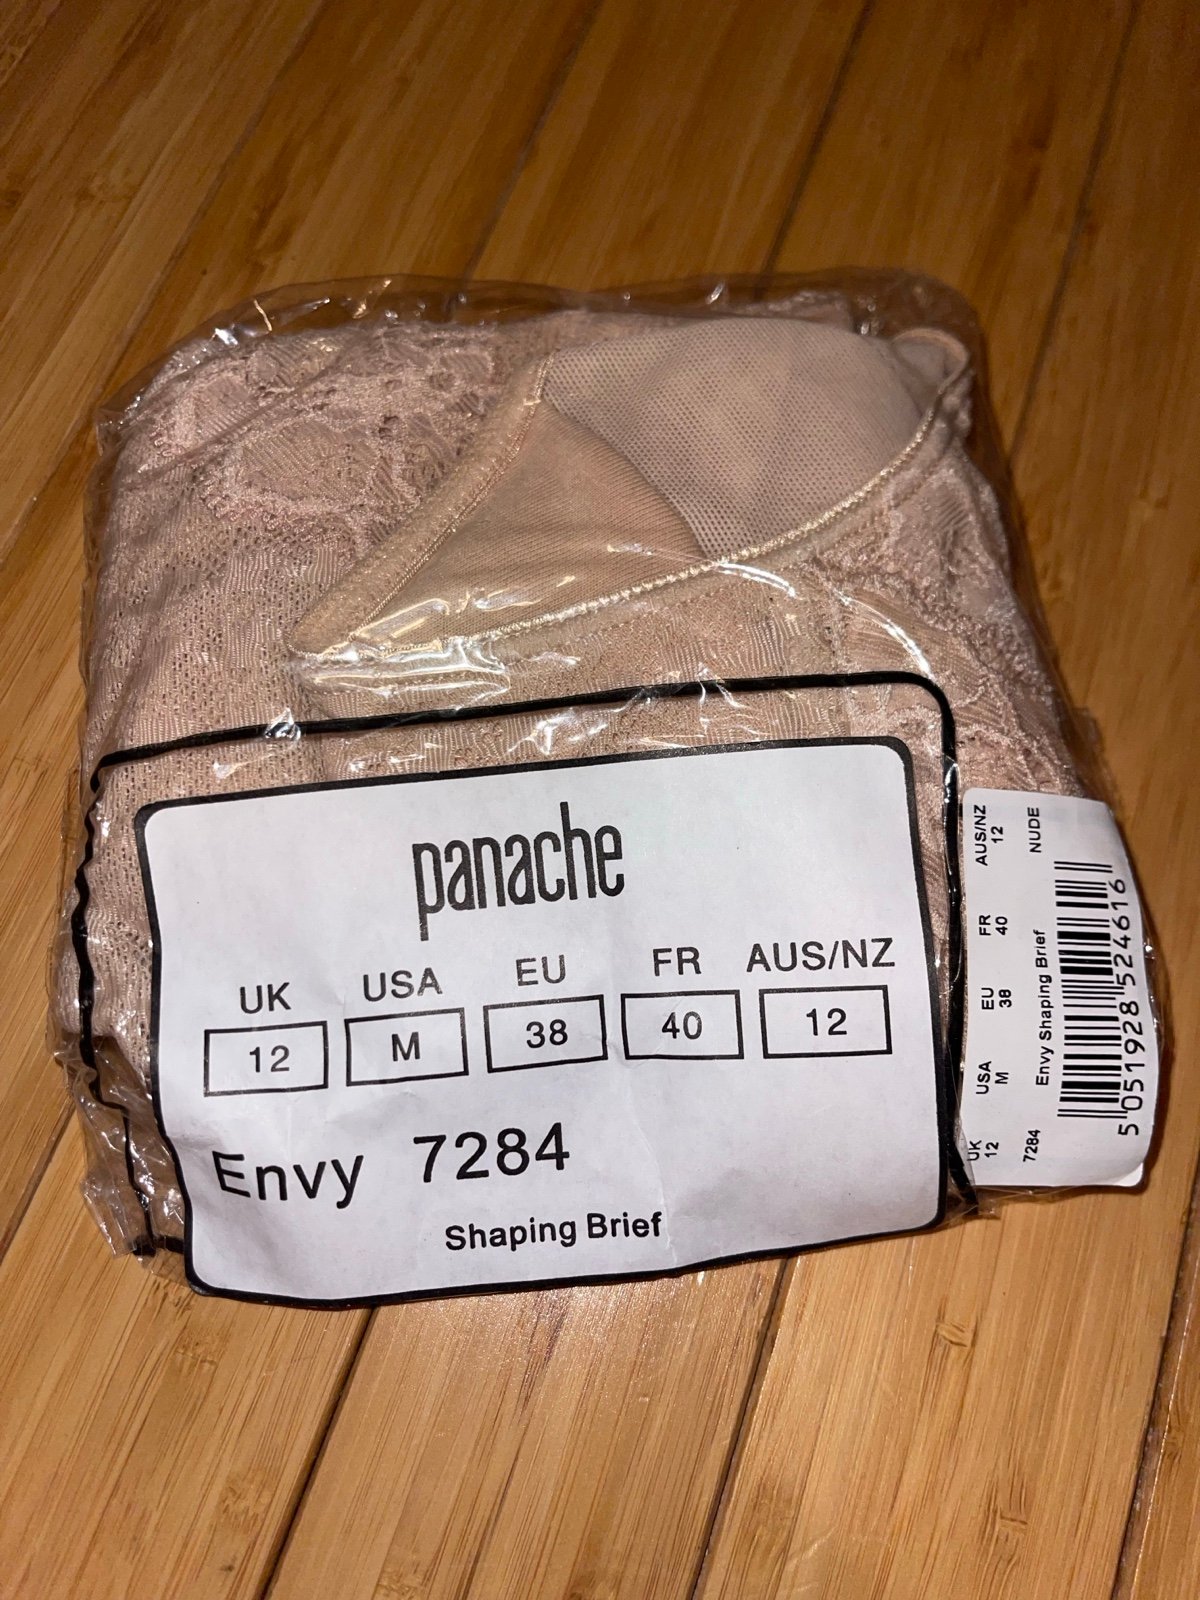 panache
UK USA EU FR AUS/NZ
12 M 38 40 12
Envy 7284
Shaping Brief
UK USA EU FR AUS/NZ
12 M 38 40 12
7284 Envy Shaping Brief NUDE
5 051928 524616